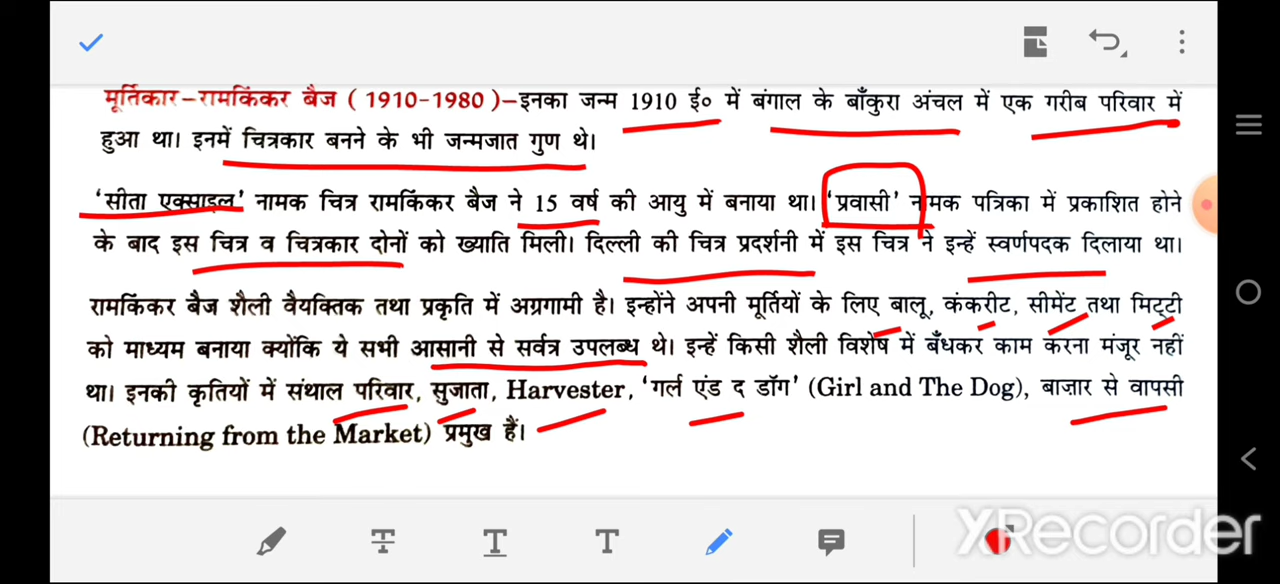 मूर्तिकार–रामकिंकर बैज ( 1910-1980 )–इनका जन्म 1910 ई० में बंगाल के बाँकुरा अंचल में एक गरीब परिवार में
हुआ था। इनमें चित्रकार बनने के भी जन्मजात गुण थे।
‘सीता एक्साइल’ नामक चित्र रामकिंकर बैज ने 15 वर्ष की आयु में बनाया था। ‘प्रवासी’ नामक पत्रिका में प्रकाशित होने
के बाद इस चित्र व चित्रकार दोनों को ख्याति मिली। दिल्ली की चित्र प्रदर्शनी में इस चित्र ने इन्हें स्वर्णपदक दिलाया था।
रामकिंकर बैज शैली वैयक्तिक तथा प्रकृति में अग्रगामी है। इन्होंने अपनी मूर्तियों के लिए बालू, कंकरीट, सीमेंट तथा मिट्टी
को माध्यम बनाया क्योंकि ये सभी आसानी से सर्वत्र उपलब्ध थे। इन्हें किसी शैली विशेष में बँधकर काम करना मंजूर नहीं
था। इनकी कृतियों में संथाल परिवार, सुजाता, Harvester, ‘गर्ल एंड द डॉग’ (Girl and The Dog), बाज़ार से वापसी
(Returning from the Market) प्रमुख हैं।
T T T
XRecorder